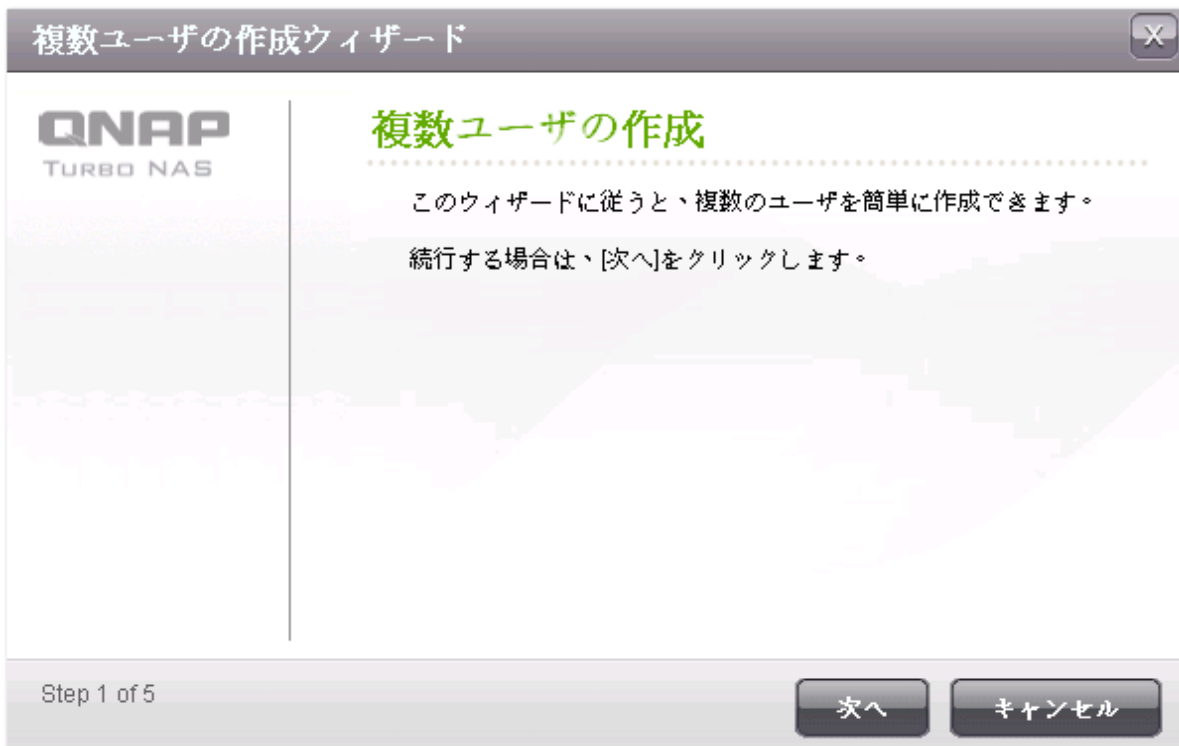 複数ユーザの作成ウィザード
X
QNAP
TURBO NAS
複数ユーザの作成
このウィザードに従うと、複数のユーザを簡単に作成できます。
続行する場合は、[次へ]をクリックします。
Step 1 of 5
次へ
キャンセル